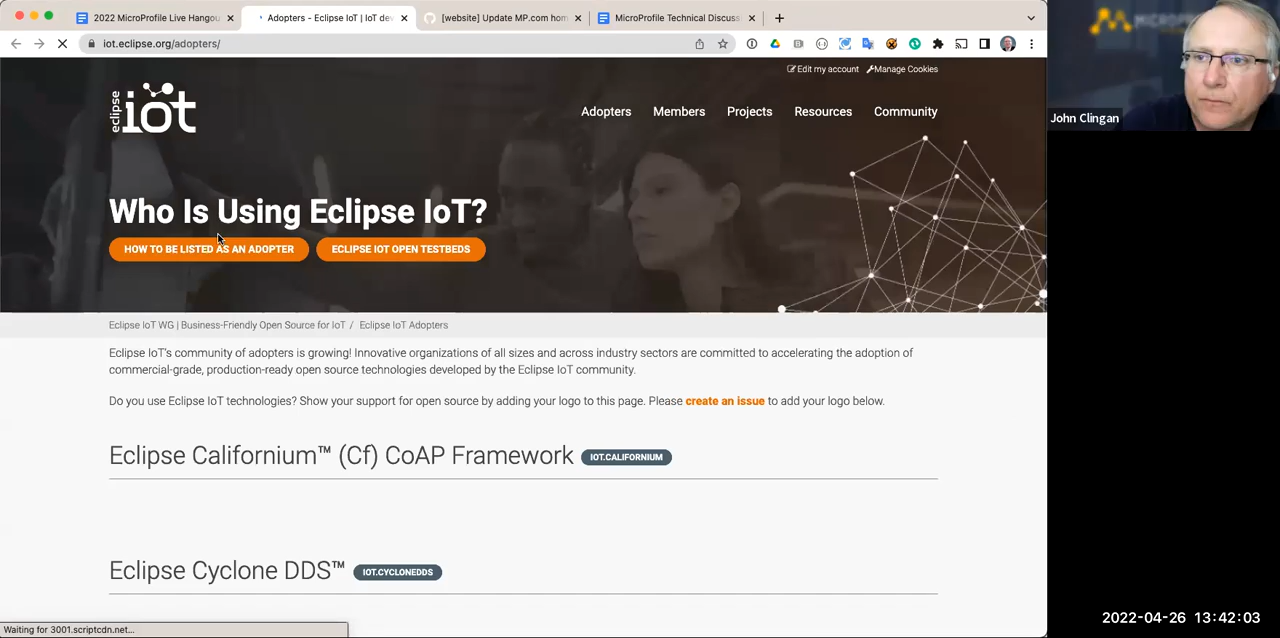 2022 MicroProfile Live Hangou
Adopters - Eclipse IoT | IoT dev
[website] Update MP.com hom
MicroProfile Technical Discuss
iot.eclipse.org/adopters/
Edit my account
Manage Cookies
eclipse iot
Adopters
Members
Projects
Resources
Community
Who Is Using Eclipse IoT?
HOW TO BE LISTED AS AN ADOPTER
ECLIPSE IOT OPEN TESTBEDS
Eclipse IoT WG | Business-Friendly Open Source for IoT / Eclipse IoT Adopters
Eclipse IoT's community of adopters is growing! Innovative organizations of all sizes and across industry sectors are committed to accelerating the adoption of
commercial-grade, production-ready open source technologies developed by the Eclipse IoT community.
Do you use Eclipse IoT technologies? Show your support for open source by adding your logo to this page. Please create an issue to add your logo below.
Eclipse Californium™ (Cf) CoAP Framework IOT.CALIFORNIUM
Eclipse Cyclone DDS™ IOT.CYCLONEDDS
Waiting for 3001.scriptcdn.net...
John Clingan
2022-04-26 13:42:03